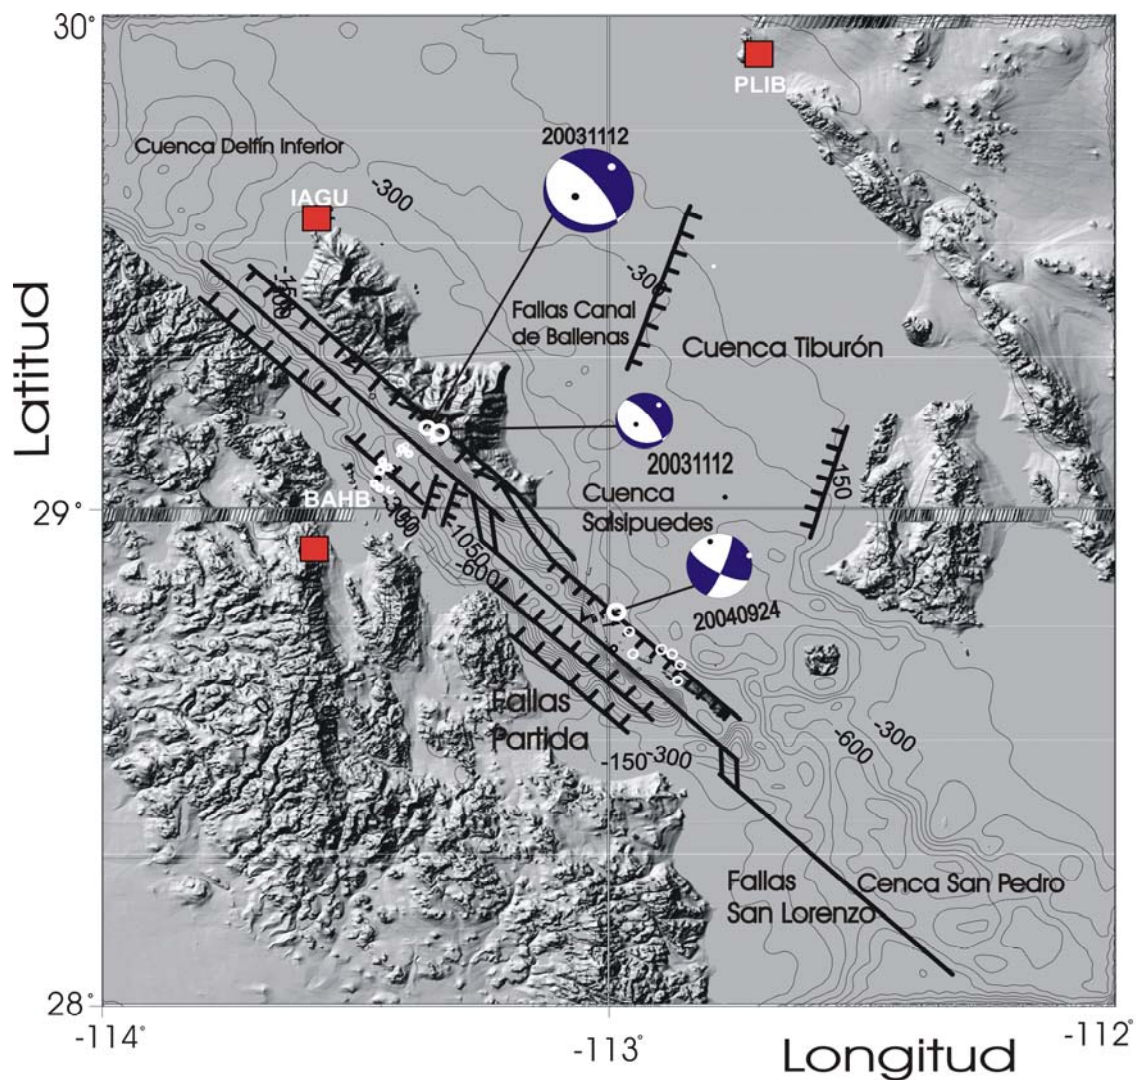 30°
PLIB
20031112
Cuenca Delfín Inferior
IAGU
-300
-300
-150
-300
Fallas Canal
de Ballenas
Cuenca Tiburón
Latitud
20031112
Cuenca
Salsipuedes
150
BAHB
29°
-300
-1050
-600
20040924
Fallas
Partida
-300
-600
-150
-300
Fallas
San Lorenzo
Cenca San Pedro
28°
-114°
-113°
-112°
Longitud